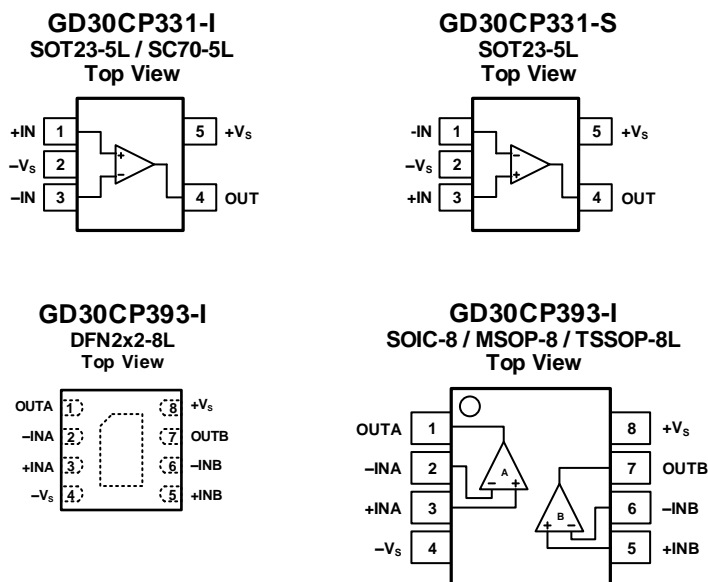 GD30CP331-I
SOT23-5L / SC70-5L
Top View
+IN 1 5 +Vs
–Vs 2
–IN 3 4 OUT
+
–
GD30CP331-S
SOT23-5L
Top View
-IN 1 5 +Vs
–Vs 2
+IN 3 4 OUT
–
+
GD30CP393-I
DFN2x2-8L
Top View
OUTA 1 8 +Vs
–INA 2 7 OUTB
+INA 3 6 –INB
–Vs 4 5 +INB
GD30CP393-I
SOIC-8 / MSOP-8 / TSSOP-8L
Top View
OUTA 1 8 +Vs
–INA 2 A 7 OUTB
– +
+INA 3 B 6 –INB
+ –
–Vs 4 5 +INB